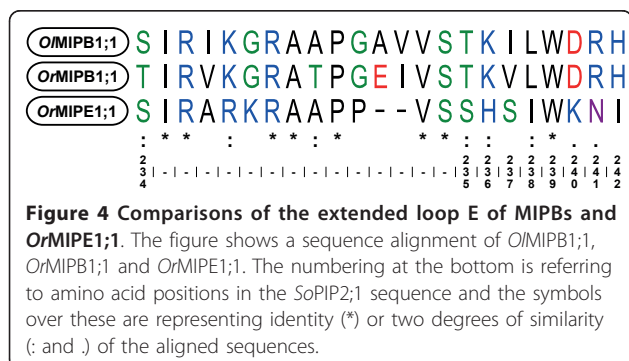 OlMIPB1;1 S I R I K G R A A P G A V V S T K I L W D R H
OrMIPB1;1 T I R V K G R A T P G E I V S T K V L W D R H
OrMIPE1;1 S I R A R K R A A P P - - V S S H S I W K N I
: * * : * * : * * * : : : * . .
234 | - | - | - | - | - | - | - | - | - | - | - | - | - | 235 236 237 238 239 240 241 242
Figure 4 Comparisons of the extended loop E of MIPBs and
OrMIPE1;1. The figure shows a sequence alignment of OlMIPB1;1,
OrMIPB1;1 and OrMIPE1;1. The numbering at the bottom is referring
to amino acid positions in the SoPIP2;1 sequence and the symbols
over these are representing identity (*) or two degrees of similarity
(: and .) of the aligned sequences.